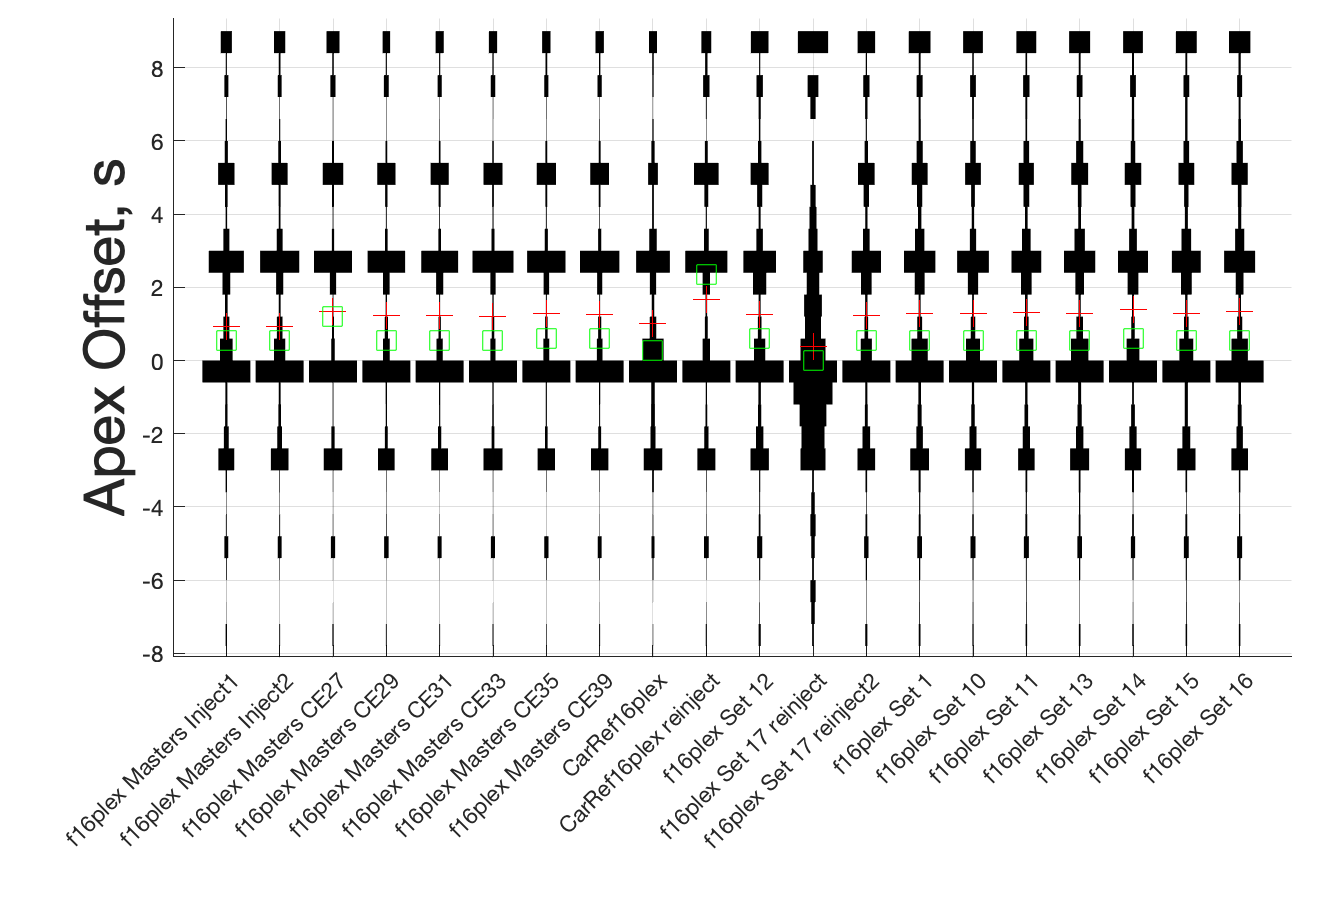 Apex Offset, s
8
6
4
2
0
-2
-4
-6
-8
f16plex Masters Inject1
f16plex Masters Inject2
f16plex Masters CE27
f16plex Masters CE29
f16plex Masters CE31
f16plex Masters CE33
f16plex Masters CE35
f16plex Masters CE39
CarRef16plex
CarRef16plex reinject
f16plex Set 12
f16plex Set 17 reinject
f16plex Set 17 reinject2
f16plex Set 1
f16plex Set 10
f16plex Set 11
f16plex Set 13
f16plex Set 14
f16plex Set 15
f16plex Set 16